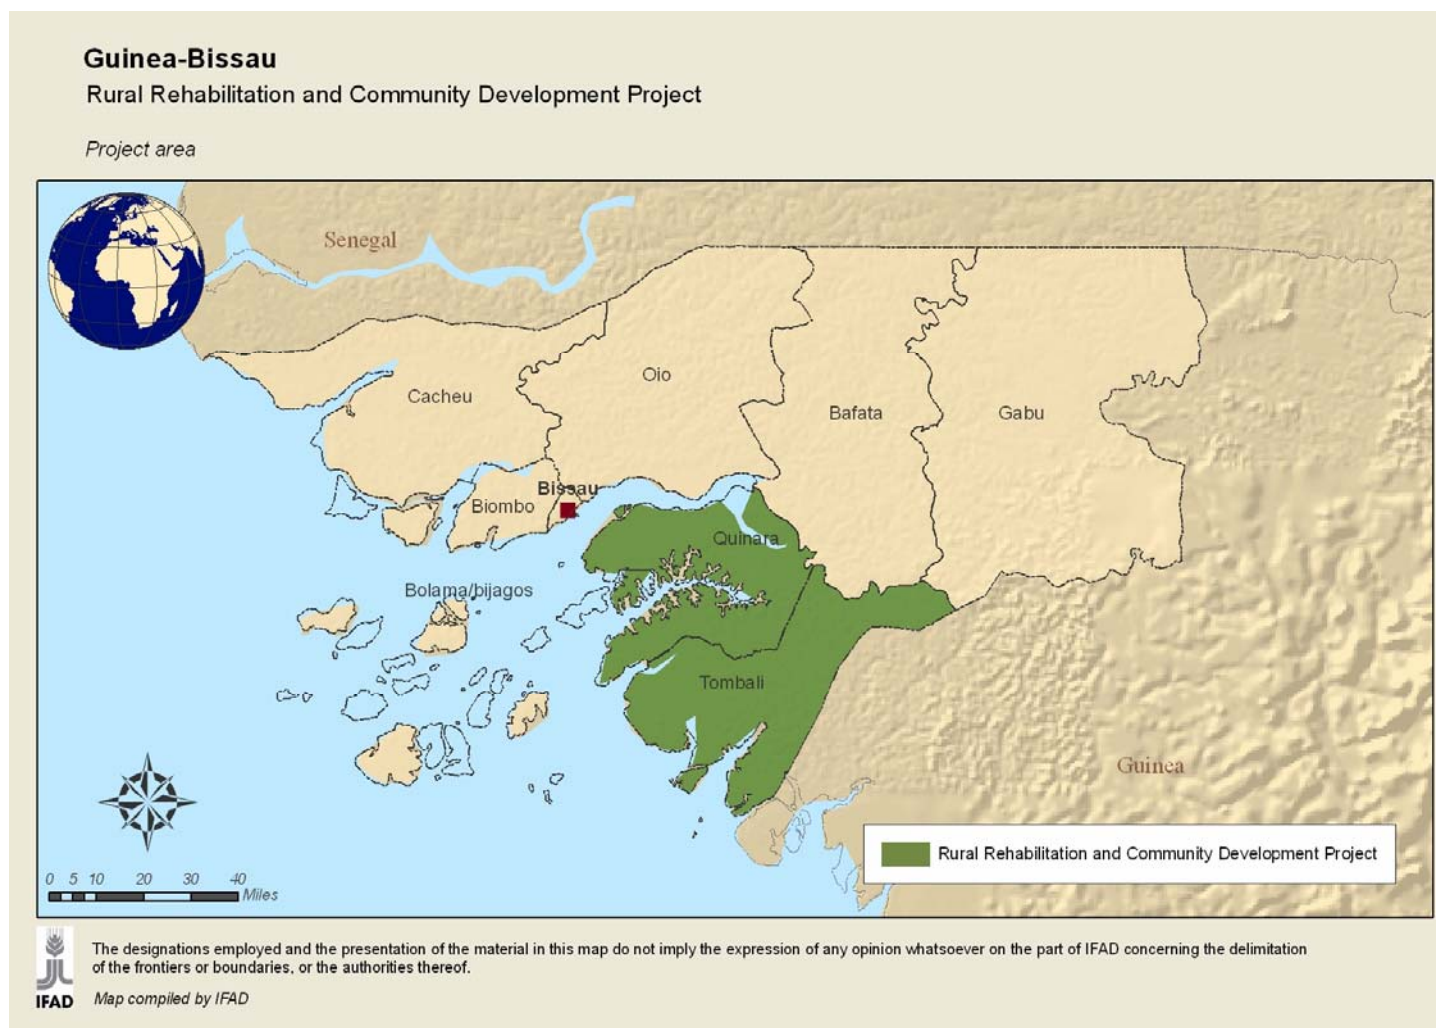 Guinea-Bissau
Rural Rehabilitation and Community Development Project
Project area
Senegal
Oio
Cacheu
Bafata
Gabu
Bissau
Biombo
Quinara
Bolama/bijagos
Tombali
Guinea
Rural Rehabilitation and Community Development Project
0 5 10 20 30 40
Miles
The designations employed and the presentation of the material in this map do not imply the expression of any opinion whatsoever on the part of IFAD concerning the delimitation
of the frontiers or boundaries, or the authorities thereof.
IFAD
Map compiled by IFAD